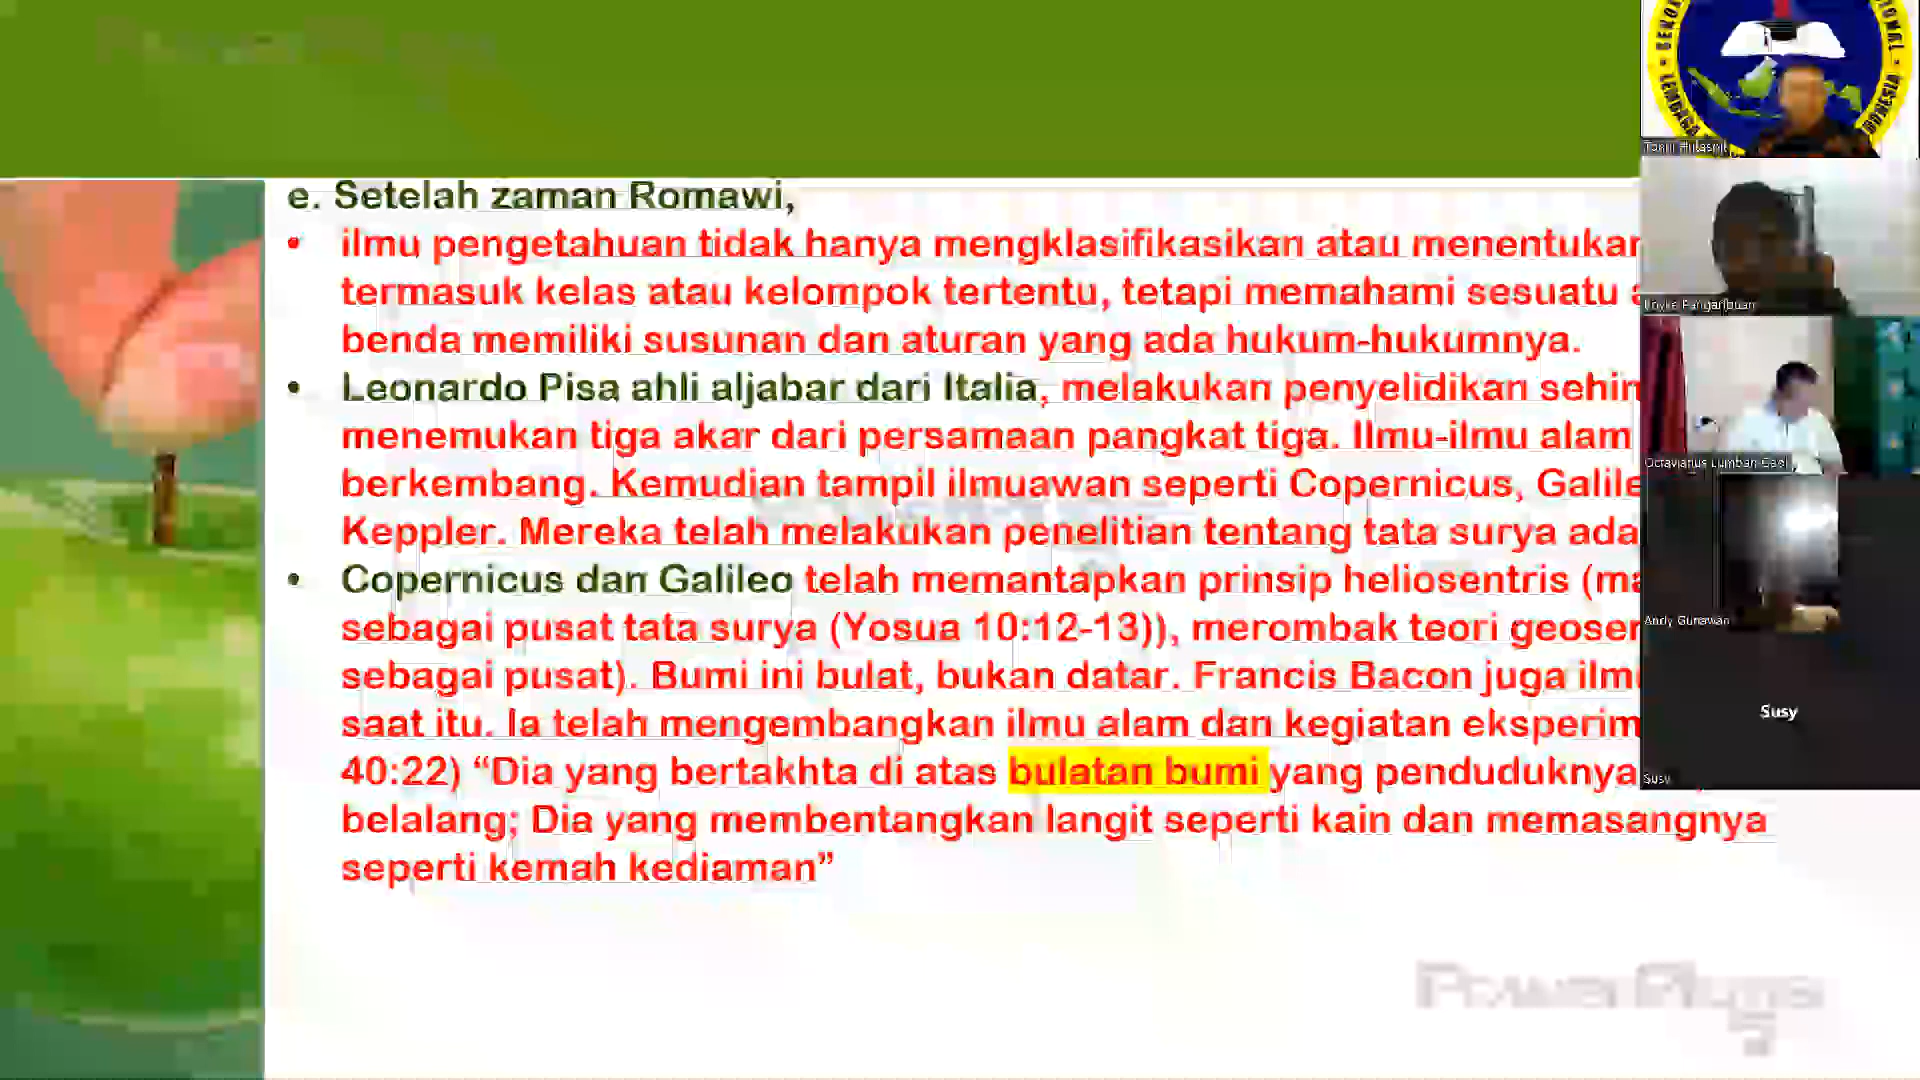 e. Setelah zaman Romawi,
• ilmu pengetahuan tidak hanya mengklasifikasikan atau menentukan
termasuk kelas atau kelompok tertentu, tetapi memahami sesuatu
benda memiliki susunan dan aturan yang ada hukum-hukumnya.
• Leonardo Pisa ahli aljabar dari Italia, melakukan penyelidikan sehin
menemukan tiga akar dari persamaan pangkat tiga. Ilmu-ilmu alam
berkembang. Kemudian tampil ilmuawan seperti Copernicus, Galile
Keppler. Mereka telah melakukan penelitian tentang tata surya ada
• Copernicus dan Galileo telah memantapkan prinsip heliosentris (ma
sebagai pusat tata surya (Yosua 10:12-13)), merombak teori geosen
sebagai pusat). Bumi ini bulat, bukan datar. Francis Bacon juga ilm
saat itu. Ia telah mengembangkan ilmu alam dan kegiatan eksperim
40:22) “Dia yang bertakhta di atas bulatan bumi yang penduduknya
belalang; Dia yang membentangkan langit seperti kain dan memasangnya
seperti kemah kediaman”
PowerPlugs
LEMBAGA
Octavianus Lumban Gaol
Andy Gunawan
Susy
Susy